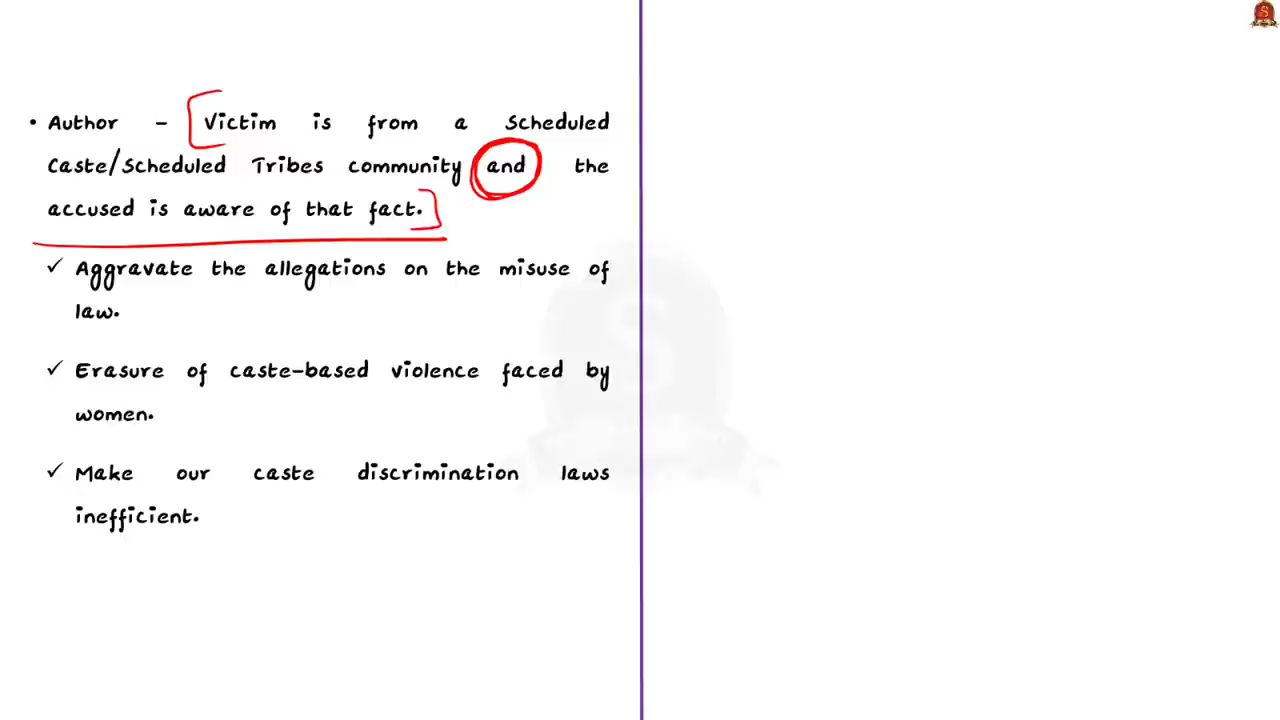 • Author - Victim is from a Scheduled
Caste/Scheduled Tribes community and the
accused is aware of that fact.
✓ Aggravate the allegations on the misuse of
law.
✓ Erasure of caste-based violence faced by
women.
✓ Make our caste discrimination laws
inefficient.